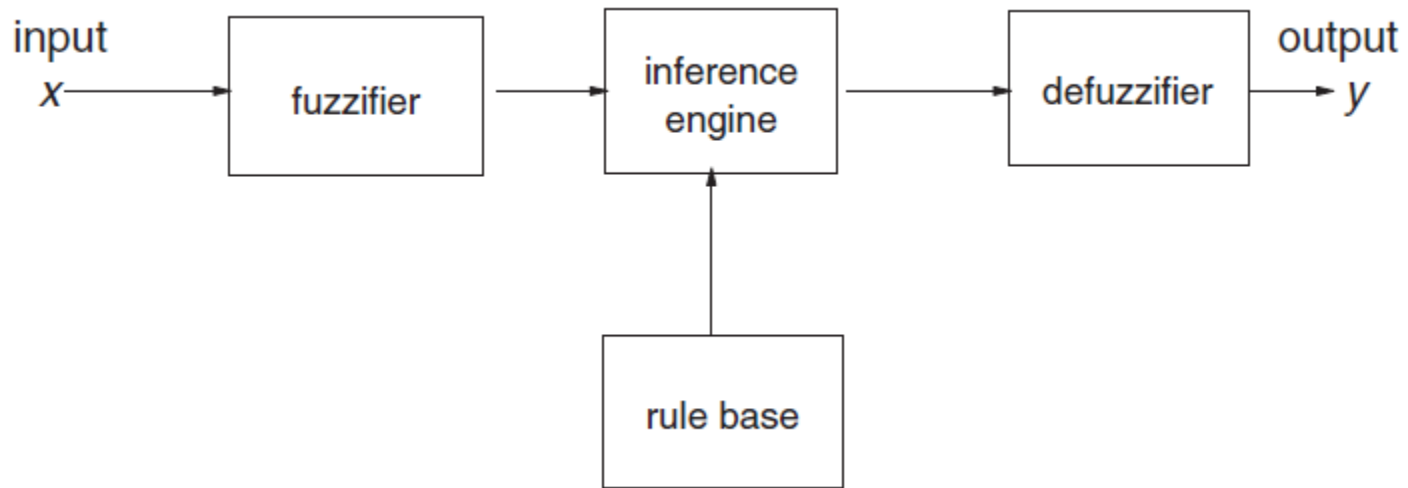 input
x
fuzzifier
inference
engine
defuzzifier
output
y
rule base